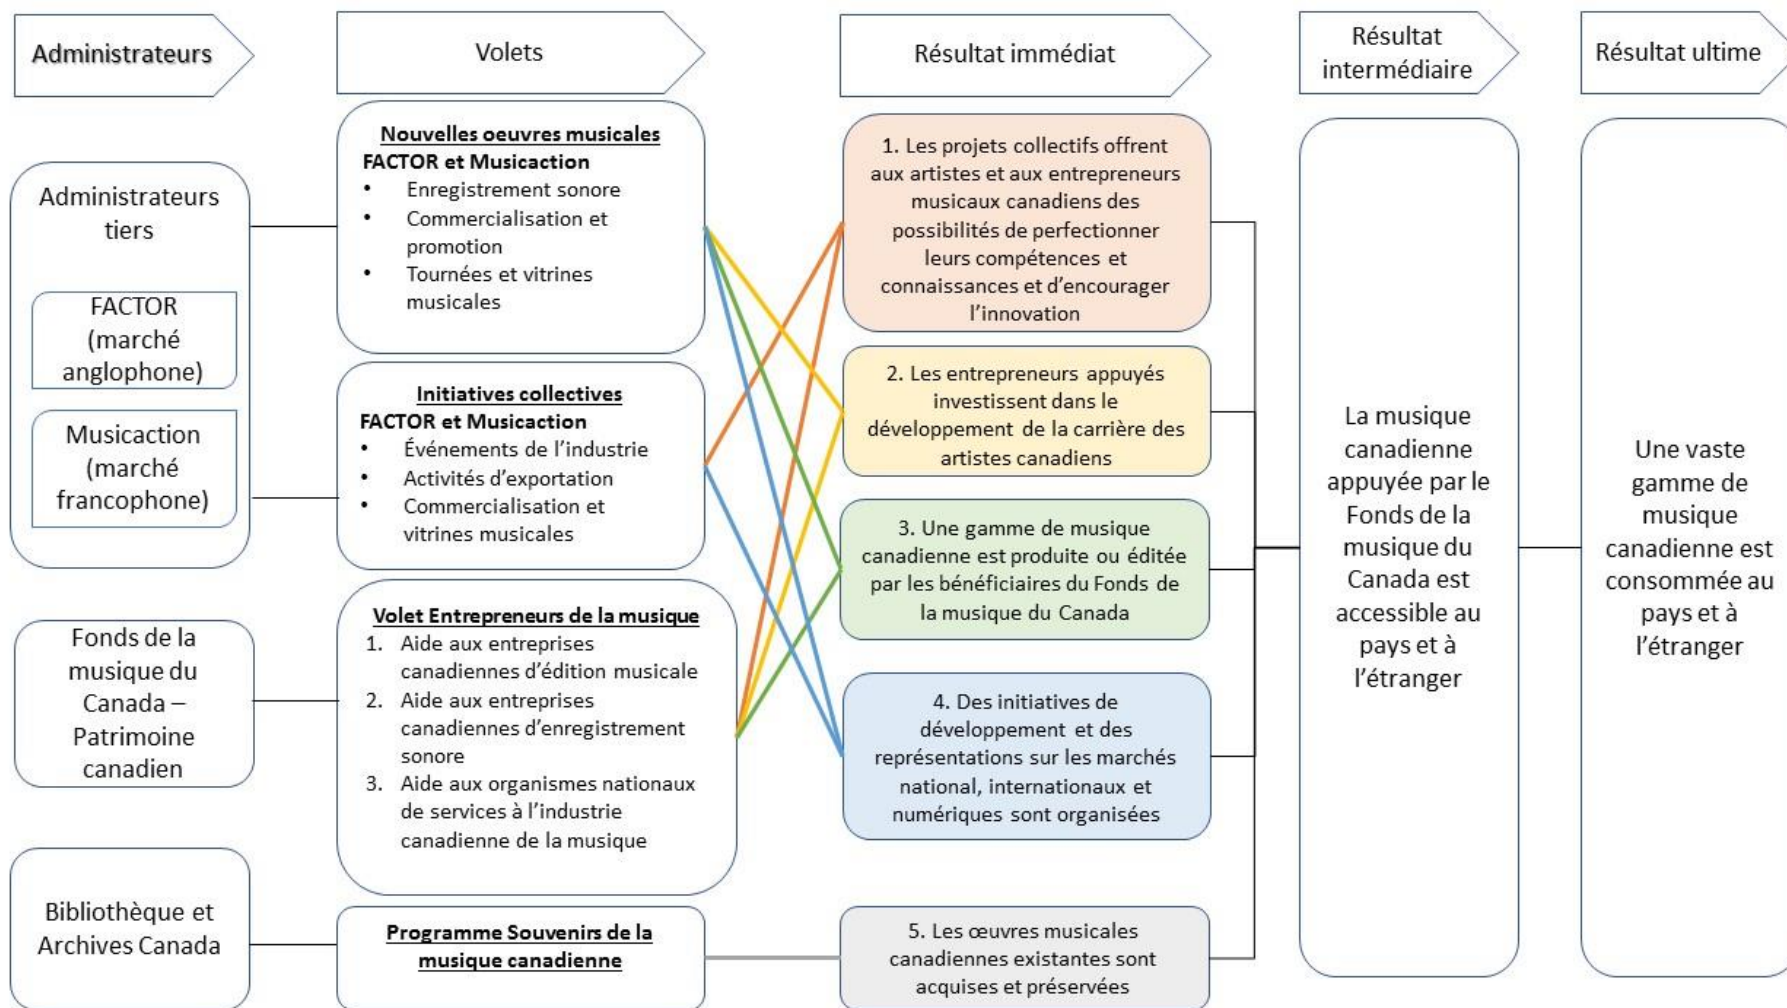 Administrateurs
Volets
Résultat immédiat
Résultat
intermédiaire
Résultat ultime
Administrateurs
tiers
FACTOR
(marché
anglophone)
Musicaction
(marché
francophone)
Fonds de la
musique du
Canada –
Patrimoine
canadien
Bibliothèque et
Archives Canada
Nouvelles oeuvres musicales
FACTOR et Musicaction
• Enregistrement sonore
• Commercialisation et
promotion
• Tournées et vitrines
musicales
Initiatives collectives
FACTOR et Musicaction
• Événements de l’industrie
• Activités d’exportation
• Commercialisation et
vitrines musicales
Volet Entrepreneurs de la musique
1. Aide aux entreprises
canadiennes d’édition musicale
2. Aide aux entreprises
canadiennes d’enregistrement
sonore
3. Aide aux organismes nationaux
de services à l’industrie
canadienne de la musique
Programme Souvenirs de la
musique canadienne
1. Les projets collectifs offrent
aux artistes et aux entrepreneurs
musicaux canadiens des
possibilités de perfectionner
leurs compétences et
connaissances et d’encourager
l’innovation
2. Les entrepreneurs appuyés
investissent dans le
développement de la carrière des
artistes canadiens
3. Une gamme de musique
canadienne est produite ou éditée
par les bénéficiaires du Fonds de
la musique du Canada
4. Des initiatives de
développement et des
représentations sur les marchés
national, internationaux et
numériques sont organisées
5. Les œuvres musicales
canadiennes existantes sont
acquises et préservées
La musique
canadienne
appuyée par le
Fonds de la
musique du
Canada est
accessible au
pays et à
l’étranger
Une vaste
gamme de
musique
canadienne est
consommée au
pays et à
l’étranger